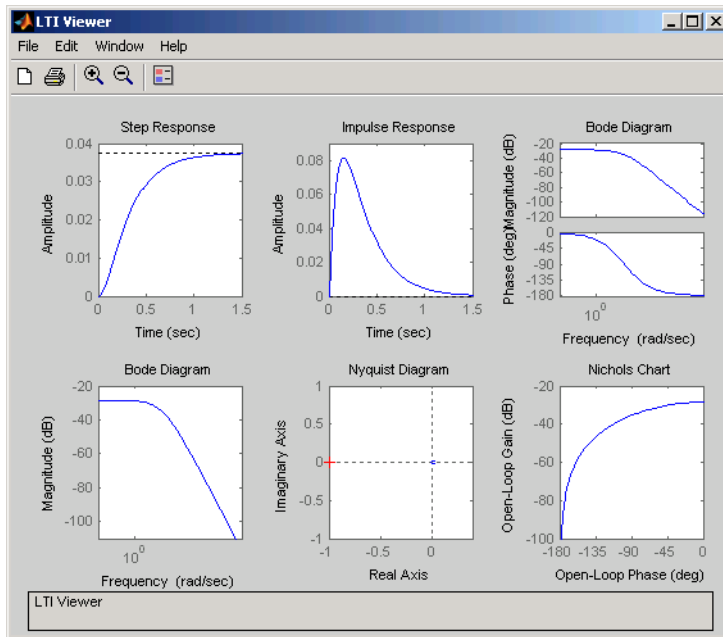 LTI Viewer
File Edit Window Help
Step Response
Amplitude
0.04
0.03
0.02
0.01
0
0 0.5 1 1.5
Time (sec)
Impulse Response
Amplitude
0.08
0.06
0.04
0.02
0
0 0.5 1 1.5
Time (sec)
Bode Diagram
Magnitude (dB)
-20
-40
-60
-80
-100
-120
Phase (deg)
0
-45
-90
-135
-180
10^0
Frequency (rad/sec)
Bode Diagram
Magnitude (dB)
-20
-40
-60
-80
-100
10^0
Frequency (rad/sec)
Nyquist Diagram
Imaginary Axis
1
0.5
0
-0.5
-1
-1 -0.5 0
Real Axis
Nichols Chart
Open-Loop Gain (dB)
-20
-40
-60
-80
-100
-180 -135 -90 -45 0
Open-Loop Phase (deg)
LTI Viewer